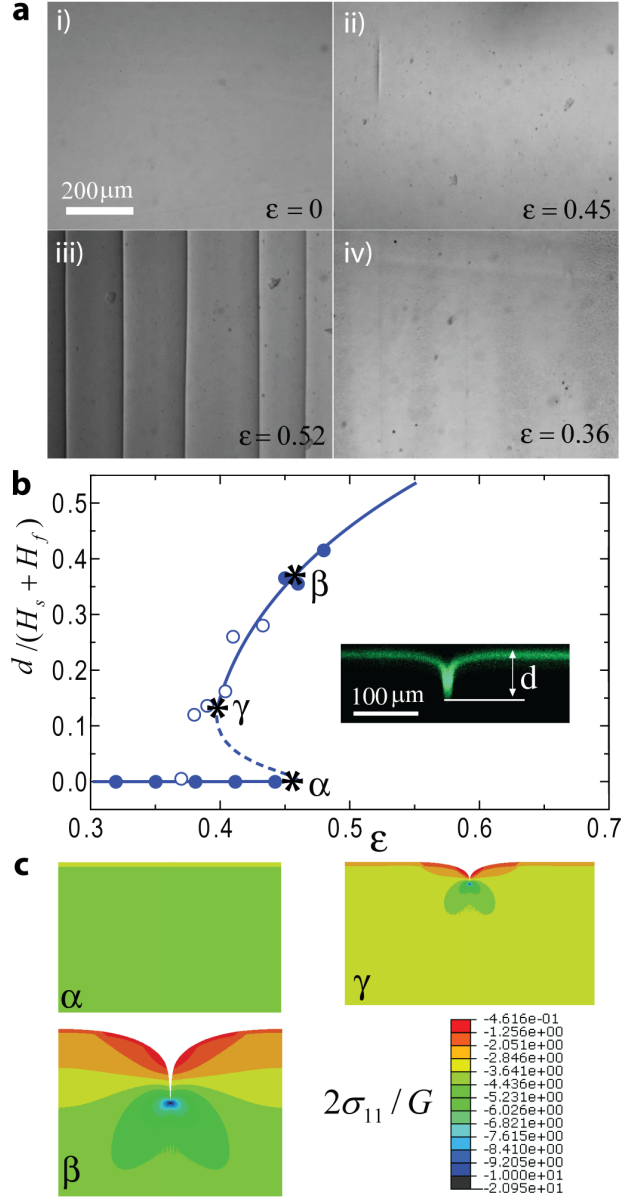 a
i)
ii)
200μm
ε = 0
ε = 0.45
iii)
iv)
ε = 0.52
ε = 0.36
b
d /(H_s + H_f)
0.5
0.4
0.3
0.2
0.1
0.0
β
γ
α
d
100μm
0.3
0.4
0.5
0.6
0.7
ε
c
α
γ
β
2σ₁₁ / G
-4.616e-01
-1.256e+00
-2.051e+00
-2.846e+00
-3.641e+00
-4.436e+00
-5.231e+00
-6.026e+00
-6.821e+00
-7.615e+00
-8.410e+00
-9.205e+00
-1.000e+01
-2.095e+01